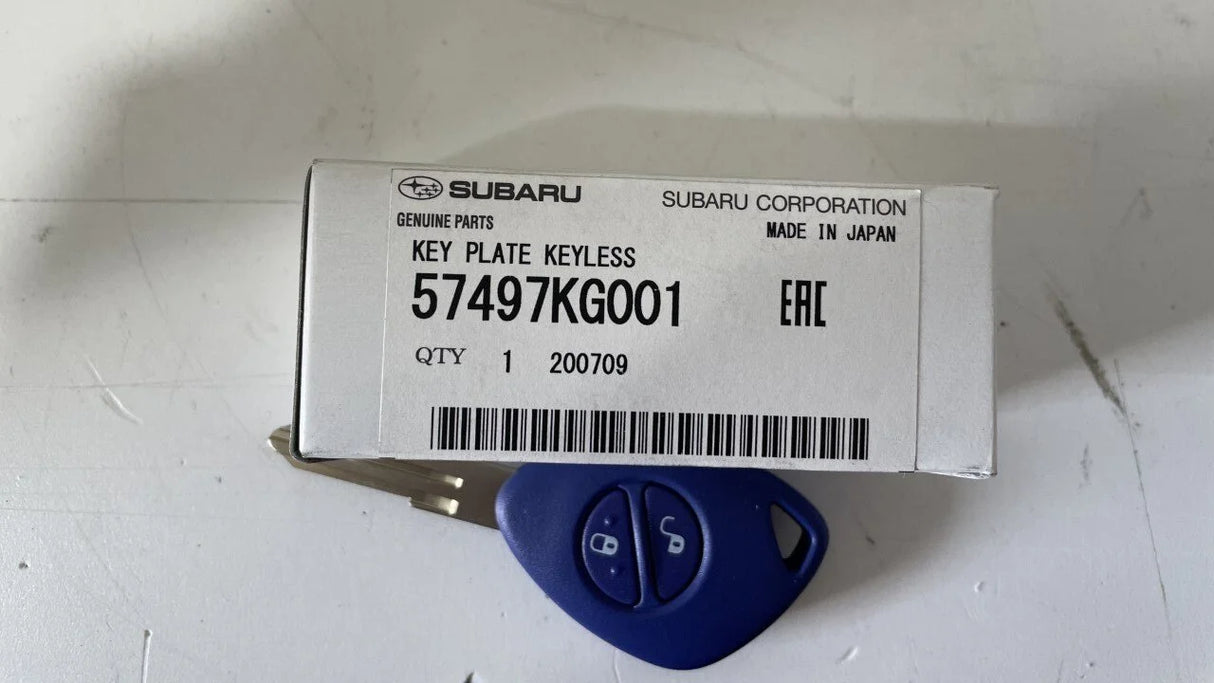 SUBARU
SUBARU CORPORATION
GENUINE PARTS
MADE IN JAPAN
KEY PLATE KEYLESS
57497KG001
EAC
QTY 1 200709